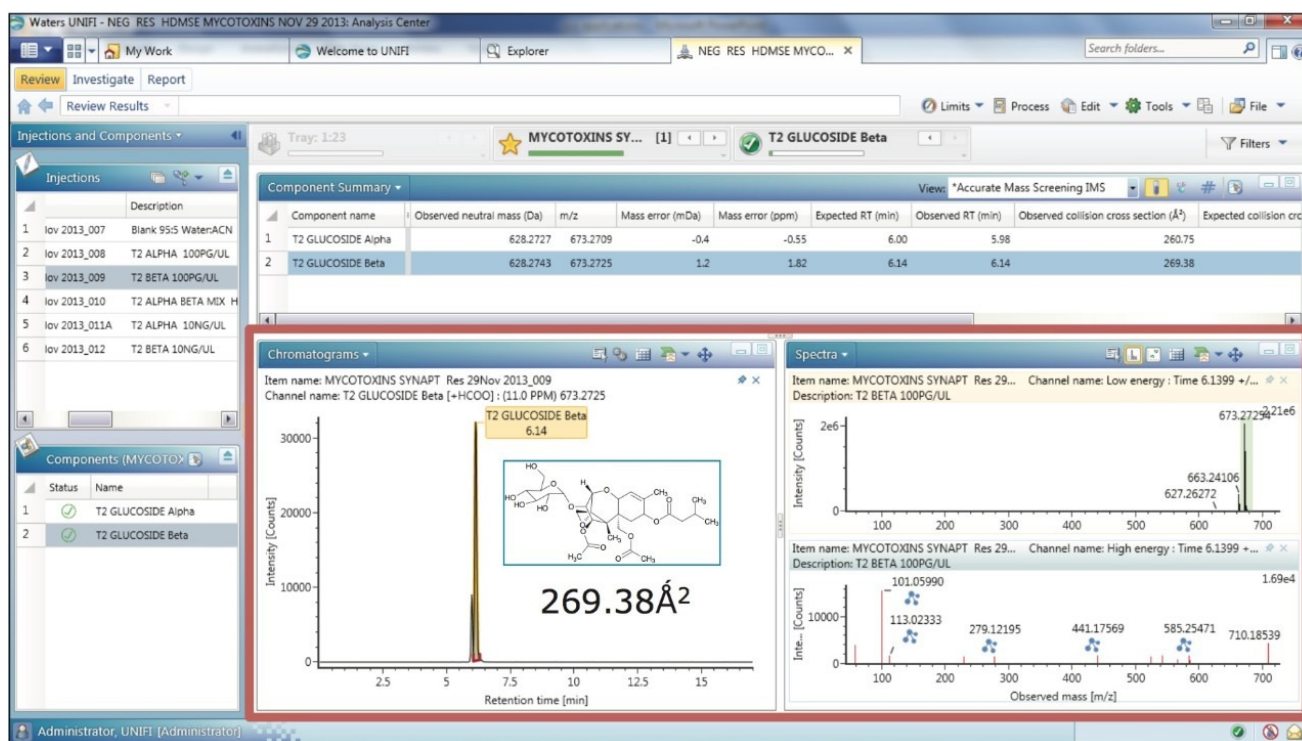 Waters UNIFI - NEG RES HDMSE MYCOTOXINS NOV 29 2013: Analysis Center
My Work
Welcome to UNIFI
Explorer
NEG RES HDMSE MYCO... ×
Search folders...
Review Investigate Report
Review Results
Limits Process Edit Tools File
Injections and Components
Tray: 1:23
MYCOTOXINS SY... [1]
T2 GLUCOSIDE Beta
Filters
Injections
Description
1 lov 2013_007 Blank 95:5 Water:ACN
2 lov 2013_008 T2 ALPHA 100PG/UL
3 lov 2013_009 T2 BETA 100PG/UL
4 lov 2013_010 T2 ALPHA BETA MIX H
5 lov 2013_011A T2 ALPHA 10NG/UL
6 lov 2013_012 T2 BETA 10NG/UL
Component Summary
View: *Accurate Mass Screening IMS
Component name Observed neutral mass (Da) m/z Mass error (mDa) Mass error (ppm) Expected RT (min) Observed RT (min) Observed collision cross section (Å²) Expected collision cro
1 T2 GLUCOSIDE Alpha 628.2727 673.2709 -0.4 -0.55 6.00 5.98 260.75
2 T2 GLUCOSIDE Beta 628.2743 673.2725 1.2 1.82 6.14 6.14 269.38
Components (MYCOTOX
Status Name
1 T2 GLUCOSIDE Alpha
2 T2 GLUCOSIDE Beta
Chromatograms
Item name: MYCOTOXINS SYNAPT Res 29Nov 2013_009
Channel name: T2 GLUCOSIDE Beta [+HCOO] : (11.0 PPM) 673.2725
T2 GLUCOSIDE Beta
6.14
Intensity [Counts]
30000
20000
10000
0
HO
HO
HO
HO
O
OH
O
H
O
O
CH₃
O
O
CH₃
CH₃
O
O
CH₃
H₃C
O
O
CH₃
O
269.38Å²
2.5 5 7.5 10 12.5 15
Retention time [min]
Spectra
Item name: MYCOTOXINS SYNAPT Res 29... Channel name: Low energy : Time 6.1399 +/...
Description: T2 BETA 100PG/UL
673.27254
2.21e6
2e6
663.24106
627.26272
Intensity [Counts]
0
100 200 300 400 500 600 700
Item name: MYCOTOXINS SYNAPT Res 29... Channel name: High energy : Time 6.1399 +...
Description: T2 BETA 100PG/UL
1.69e4
101.05990
113.02333
279.12195
441.17569
585.25471
710.18539
Inte... [Counts]
10000
0
100 200 300 400 500 600 700
Observed mass [m/z]
Administrator, UNIFI [Administrator]